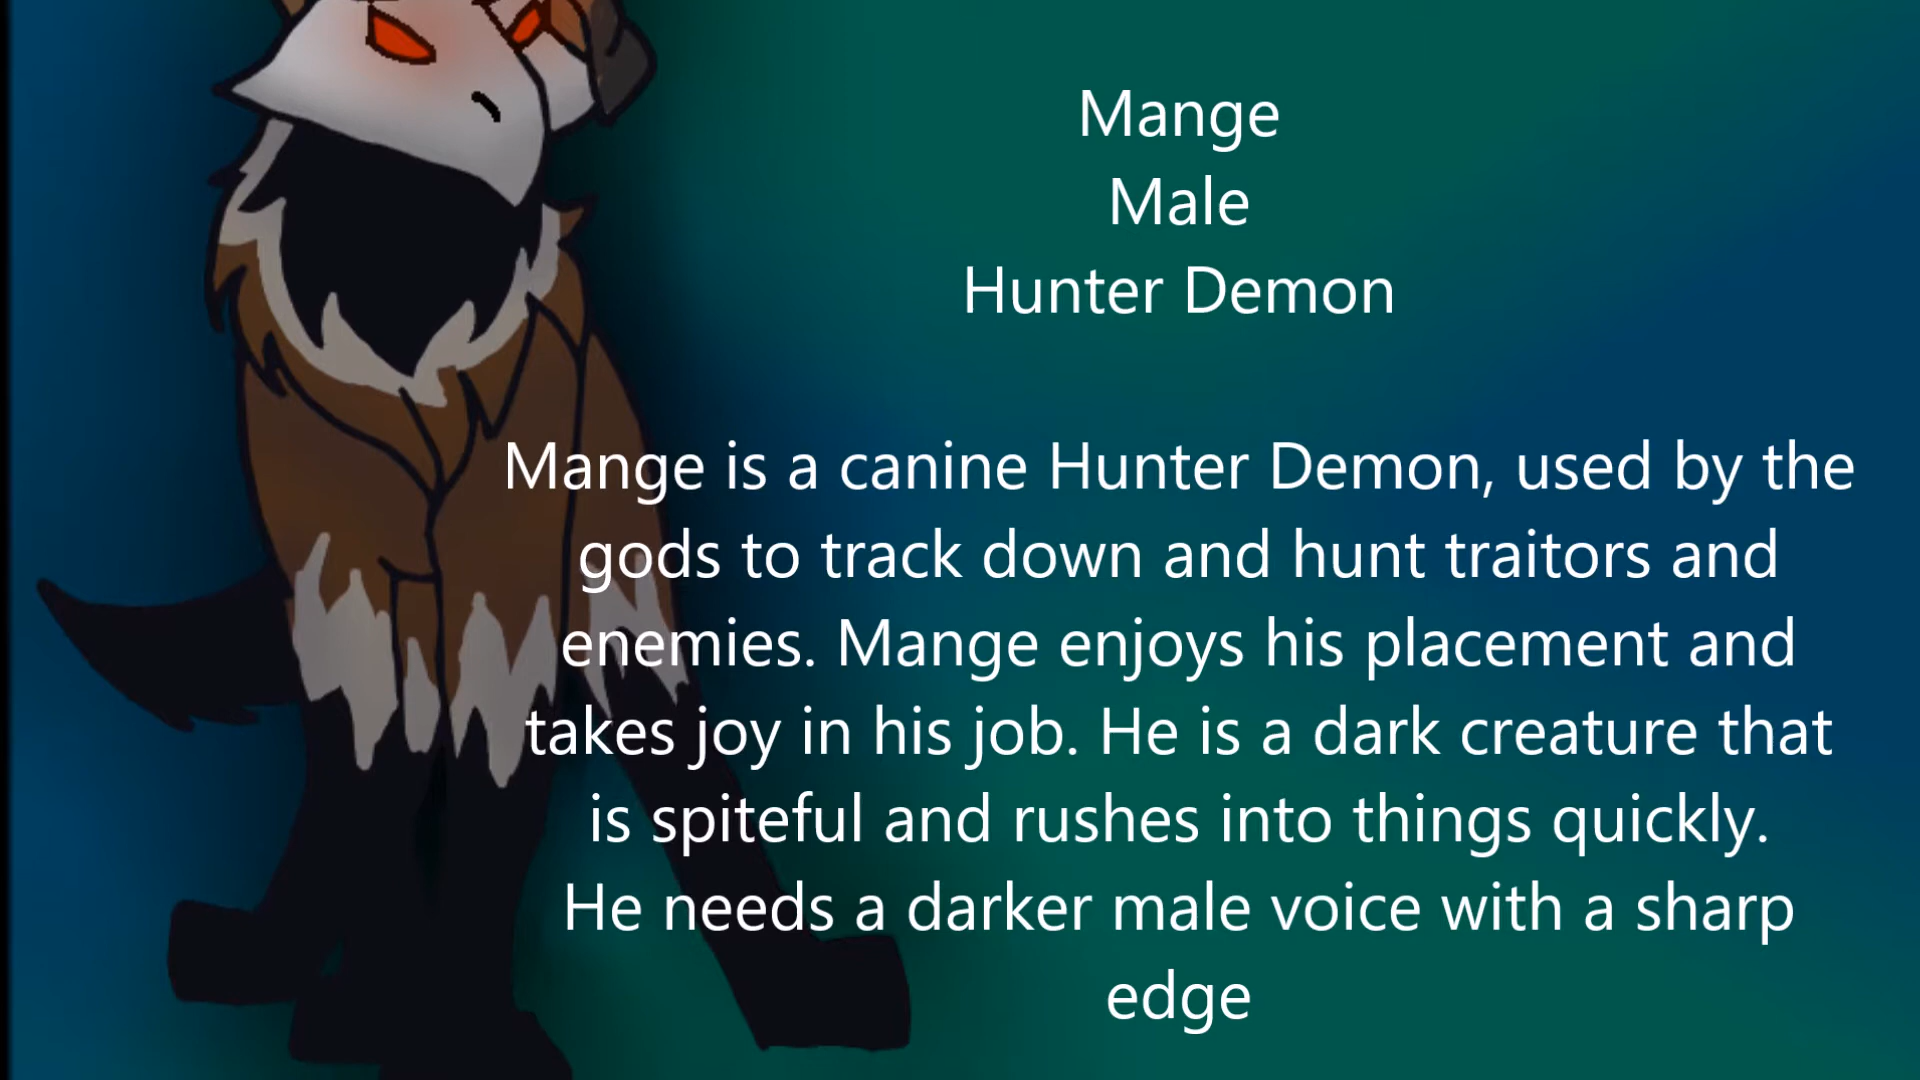 Mange
Male
Hunter Demon
Mange is a canine Hunter Demon, used by the
gods to track down and hunt traitors and
enemies. Mange enjoys his placement and
takes joy in his job. He is a dark creature that
is spiteful and rushes into things quickly.
He needs a darker male voice with a sharp
edge